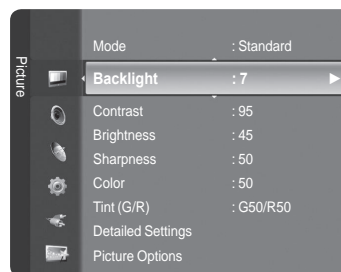 Picture
Mode : Standard
Backlight : 7
Contrast : 95
Brightness : 45
Sharpness : 50
Color : 50
Tint (G/R) : G50/R50
Detailed Settings
Picture Options